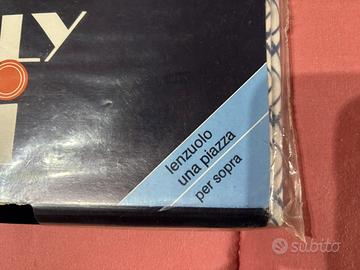 LY
lenzuolo
una piazza
per sopra
subito